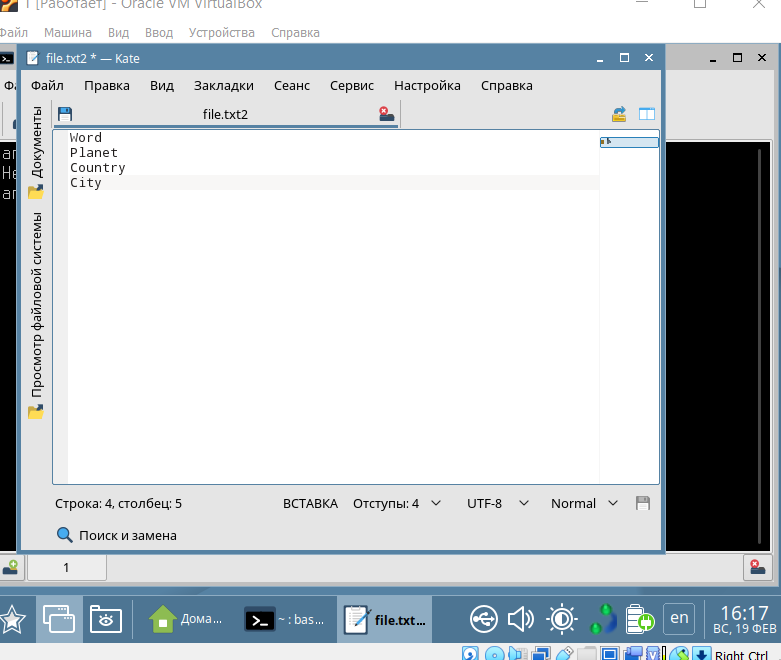 1 [Работает] - Oracle VM VirtualBox
Файл Машина Вид Ввод Устройства Справка
file.txt2 * — Kate
Файл Правка Вид Закладки Сеанс Сервис Настройка Справка
file.txt2
Документы
Просмотр файловой системы
Word
Planet
Country
City
Строка: 4, столбец: 5 ВСТАВКА Отступы: 4 UTF-8 Normal
Поиск и замена
1
Дома... ~ : bas... file.txt... en 16:17
ВС, 19 ФЕВ
Right Ctrl